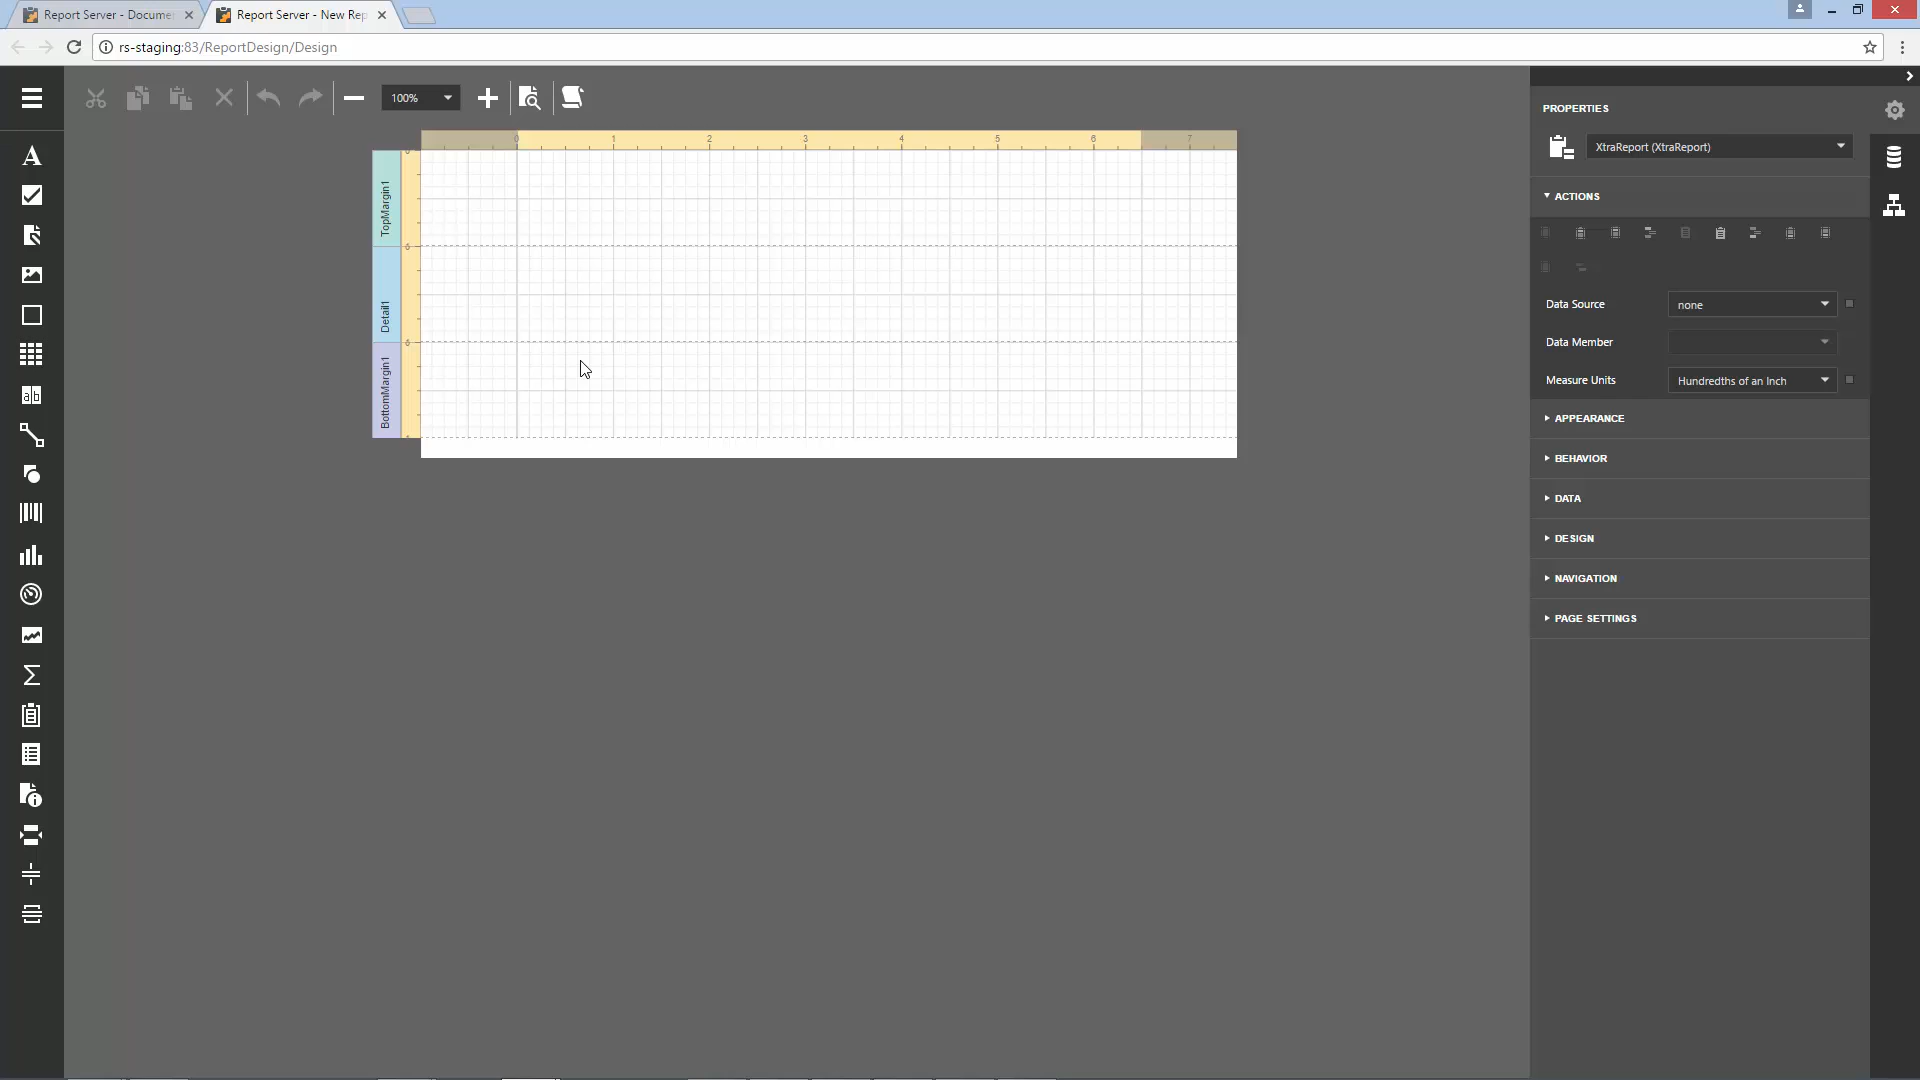 Report Server - Docume
Report Server - New Rep
rs-staging:83/ReportDesign/Design
100%
0 1 2 3 4 5 6 7
TopMargin1
Detail1
BottomMargin1
A
ab
PROPERTIES
XtraReport (XtraReport)
ACTIONS
Data Source
none
Data Member
Measure Units
Hundredths of an Inch
APPEARANCE
BEHAVIOR
DATA
DESIGN
NAVIGATION
PAGE SETTINGS